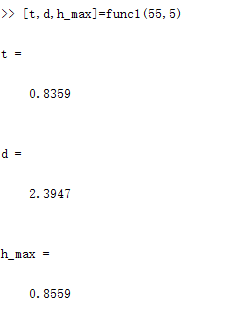 >> [t,d,h_max]=func1(55,5)
t =
0.8359
d =
2.3947
h_max =
0.8559